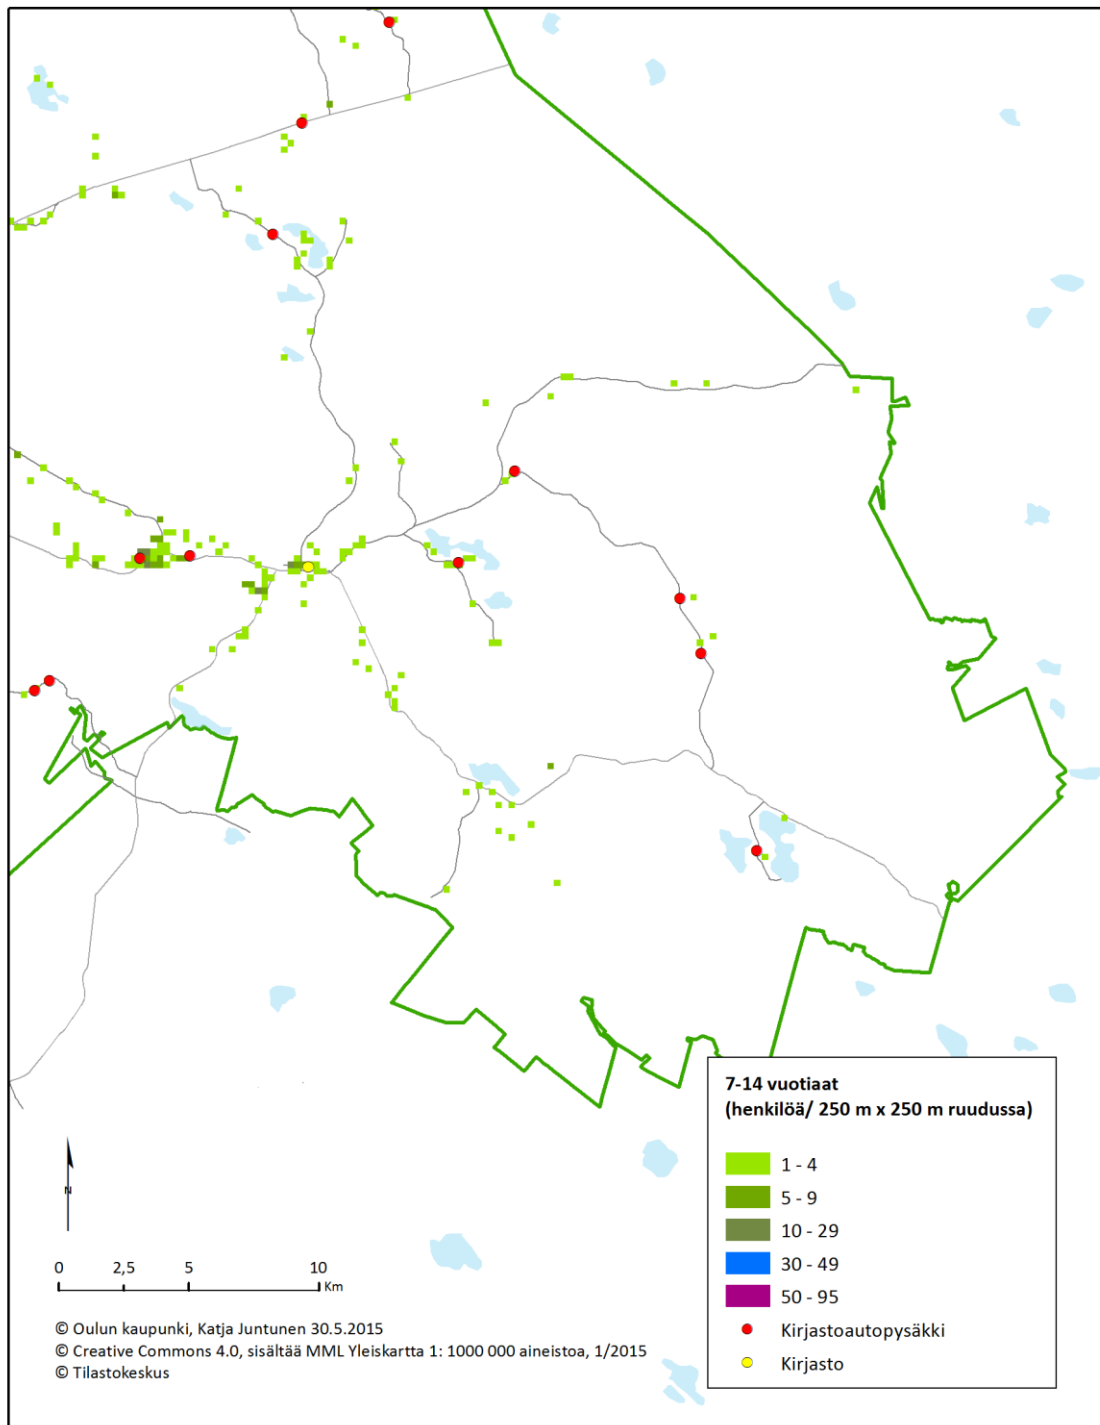 7-14 vuotiaat
(henkilöä/ 250 m x 250 m ruudussa)
1 - 4
5 - 9
10 - 29
30 - 49
50 - 95
Kirjastoautopysäkki
Kirjasto
N
0 2,5 5 10
Km
© Oulun kaupunki, Katja Juntunen 30.5.2015
© Creative Commons 4.0, sisältää MML Yleiskartta 1: 1000 000 aineistoa, 1/2015
© Tilastokeskus